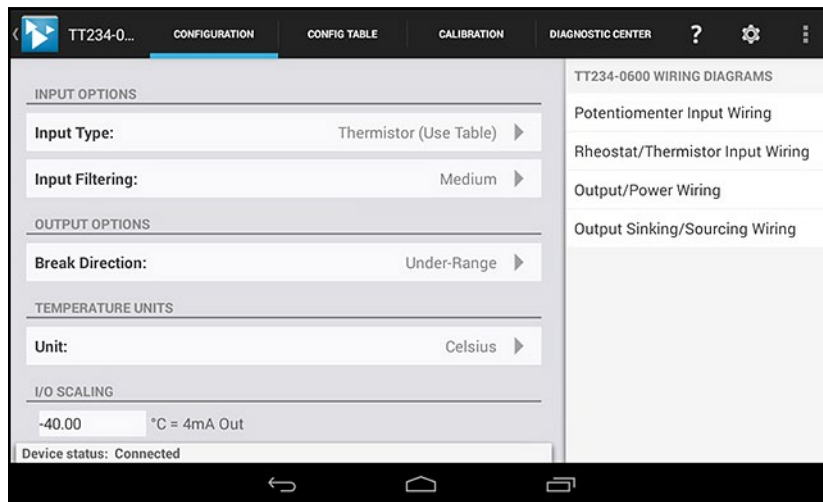 TT234-0...
CONFIGURATION
CONFIG TABLE
CALIBRATION
DIAGNOSTIC CENTER
?
INPUT OPTIONS
Input Type: Thermistor (Use Table)
Input Filtering: Medium
OUTPUT OPTIONS
Break Direction: Under-Range
TEMPERATURE UNITS
Unit: Celsius
I/O SCALING
-40.00 °C = 4mA Out
Device status: Connected
TT234-0600 WIRING DIAGRAMS
Potentiomenter Input Wiring
Rheostat/Thermistor Input Wiring
Output/Power Wiring
Output Sinking/Sourcing Wiring